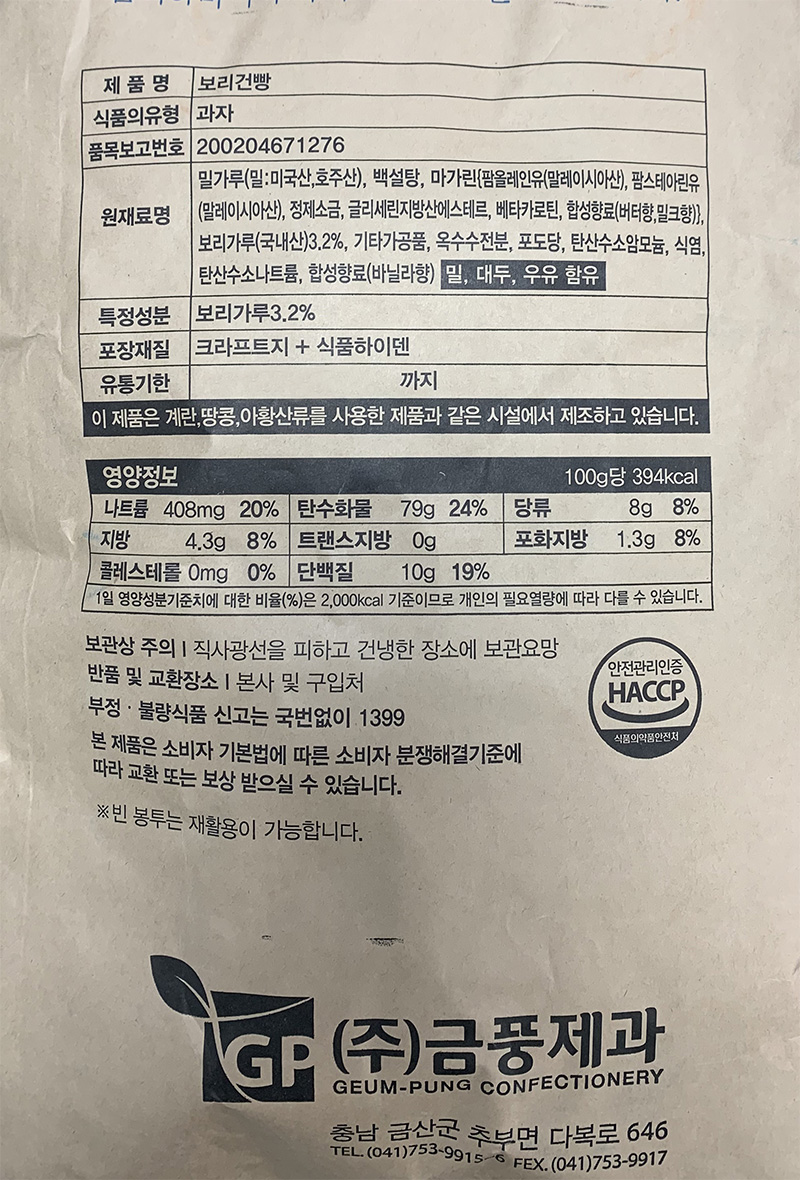 제 품 명 보리건빵
식품의유형 과자
품목보고번호 200204671276
원재료명 밀가루(밀:미국산,호주산), 백설탕, 마가린{팜올레인유(말레이시아산), 팜스테아린유
(말레이시아산), 정제소금, 글리세린지방산에스테르, 베타카로틴, 합성향료(버터향,밀크향)},
보리가루(국내산)3.2%, 기타가공품, 옥수수전분, 포도당, 탄산수소암모늄, 식염,
탄산수소나트륨, 합성향료(바닐라향) 밀, 대두, 우유 함유
특정성분 보리가루3.2%
포장재질 크라프트지 + 식품하이덴
유통기한 까지
이 제품은 계란,땅콩,아황산류를 사용한 제품과 같은 시설에서 제조하고 있습니다.
영양정보 100g당 394kcal
나트륨 408mg 20% 탄수화물 79g 24% 당류 8g 8%
지방 4.3g 8% 트랜스지방 0g 포화지방 1.3g 8%
콜레스테롤 0mg 0% 단백질 10g 19%
1일 영양성분기준치에 대한 비율(%)은 2,000kcal 기준이므로 개인의 필요열량에 따라 다를 수 있습니다.
보관상 주의 | 직사광선을 피하고 건냉한 장소에 보관요망
반품 및 교환장소 | 본사 및 구입처
부정 · 불량식품 신고는 국번없이 1399
본 제품은 소비자 기본법에 따른 소비자 분쟁해결기준에
따라 교환 또는 보상 받으실 수 있습니다.
※빈 봉투는 재활용이 가능합니다.
안전관리인증
HACCP
식품의약품안전처
GP (주)금풍제과
GEUM-PUNG CONFECTIONERY
충남 금산군 추부면 다복로 646
TEL. (041)753-9915~6 FEX. (041)753-9917